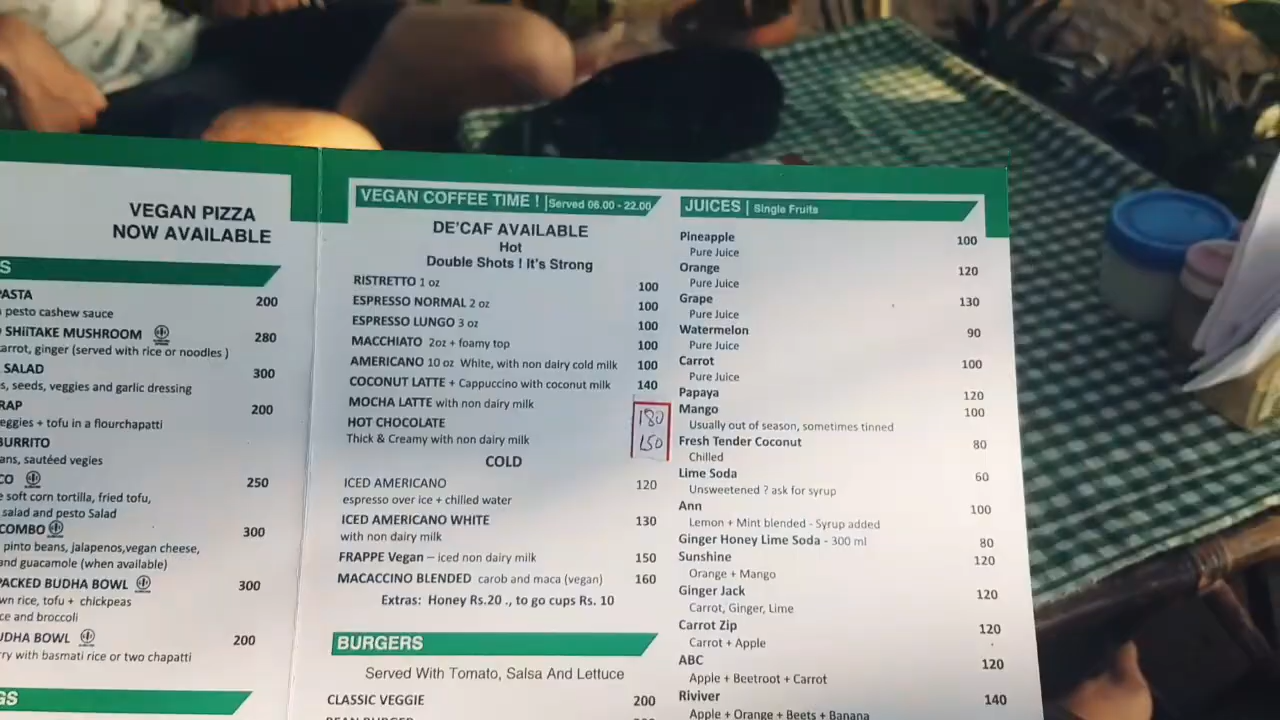 VEGAN PIZZA
NOW AVAILABLE
S
PASTA 200
pesto cashew sauce
SHiiTAKE MUSHROOM 280
carrot, ginger (served with rice or noodles )
SALAD 300
s, seeds, veggies and garlic dressing
RAP 200
veggies + tofu in a flourchapatti
BURRITO
ans, sautéed vegies
CO 250
e soft corn tortilla, fried tofu,
salad and pesto Salad
COMBO 300
pinto beans, jalapenos,vegan cheese,
and guacamole (when available)
PACKED BUDHA BOWL 300
wn rice, tofu + chickpeas
ce and broccoli
UDHA BOWL 200
ry with basmati rice or two chapatti
GS
VEGAN COFFEE TIME ! | Served 06.00 - 22.00
DE'CAF AVAILABLE
Hot
Double Shots ! It's Strong
RISTRETTO 1 oz 100
ESPRESSO NORMAL 2 oz 100
ESPRESSO LUNGO 3 oz 100
MACCHIATO 2oz + foamy top 100
AMERICANO 10 oz White, with non dairy cold milk 100
COCONUT LATTE + Cappuccino with coconut milk 140
MOCHA LATTE with non dairy milk 180
HOT CHOCOLATE 150
Thick & Creamy with non dairy milk
COLD
ICED AMERICANO 120
espresso over ice + chilled water
ICED AMERICANO WHITE 130
with non dairy milk
FRAPPE Vegan – iced non dairy milk 150
MACACCINO BLENDED carob and maca (vegan) 160
Extras: Honey Rs.20 ., to go cups Rs. 10
BURGERS
Served With Tomato, Salsa And Lettuce
CLASSIC VEGGIE 200
JUICES | Single Fruits
Pineapple 100
Pure Juice
Orange 120
Pure Juice
Grape 130
Pure Juice
Watermelon 90
Pure Juice
Carrot 100
Pure Juice
Papaya 120
Mango 100
Usually out of season, sometimes tinned
Fresh Tender Coconut 80
Chilled
Lime Soda 60
Unsweetened ? ask for syrup
Ann 100
Lemon + Mint blended - Syrup added
Ginger Honey Lime Soda - 300 ml 80
Sunshine 120
Orange + Mango
Ginger Jack 120
Carrot, Ginger, Lime
Carrot Zip 120
Carrot + Apple
ABC 120
Apple + Beetroot + Carrot
Riviver 140
Apple + Orange + Beets + Banana